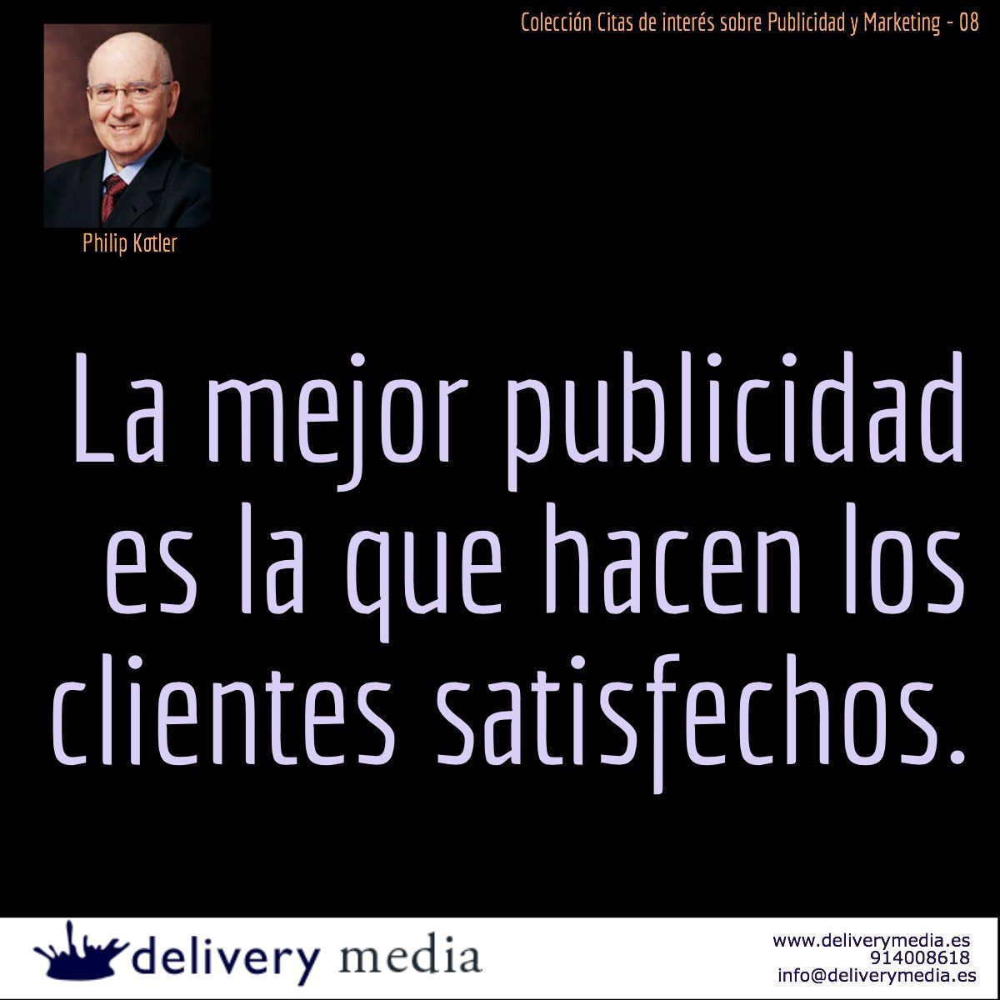 Colección Citas de interés sobre Publicidad y Marketing - 08
Philip Kotler
La mejor publicidad
es la que hacen los
clientes satisfechos.
delivery media
www.deliverymedia.es
914008618
info@deliverymedia.es